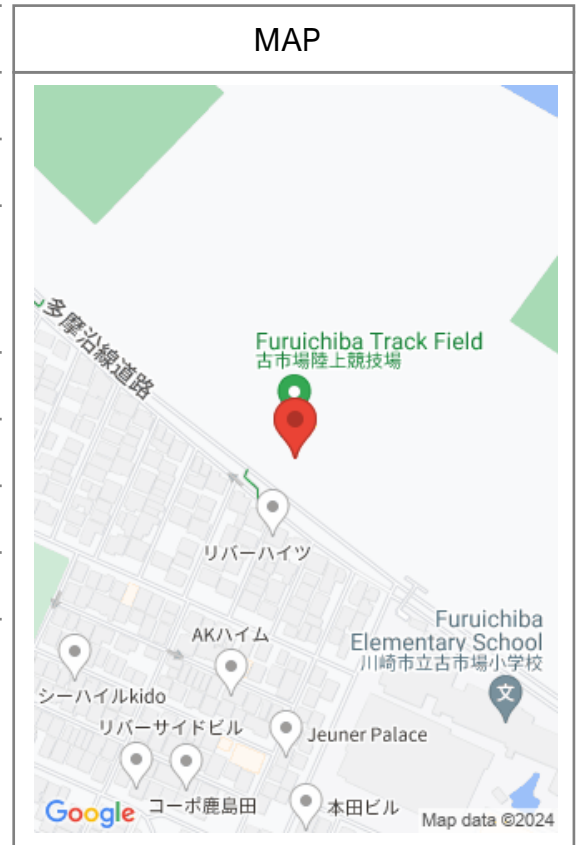 MAP
多摩沿線道路
Furuichiba Track Field
古市場陸上競技場
リバーハイツ
Furuichiba
Elementary School
川崎市立古市場小学校
文
AKハイム
シーハイルkido
リバーサイドビル
Jeuner Palace
コーポ鹿島田
本田ビル
Google
Map data ©2024